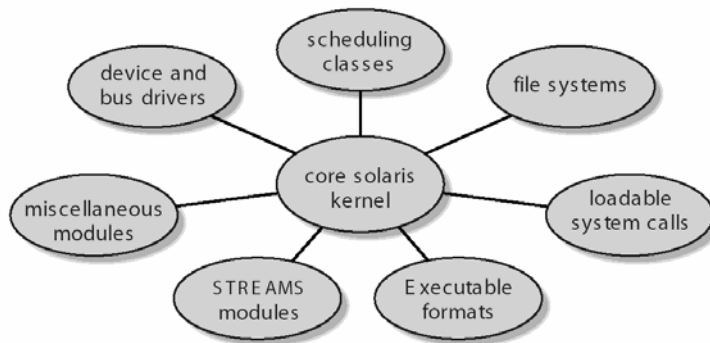 scheduling
classes
device and
bus drivers
file systems
core solaris
kernel
miscellaneous
modules
loadable
system calls
STREAMS
modules
Executable
formats